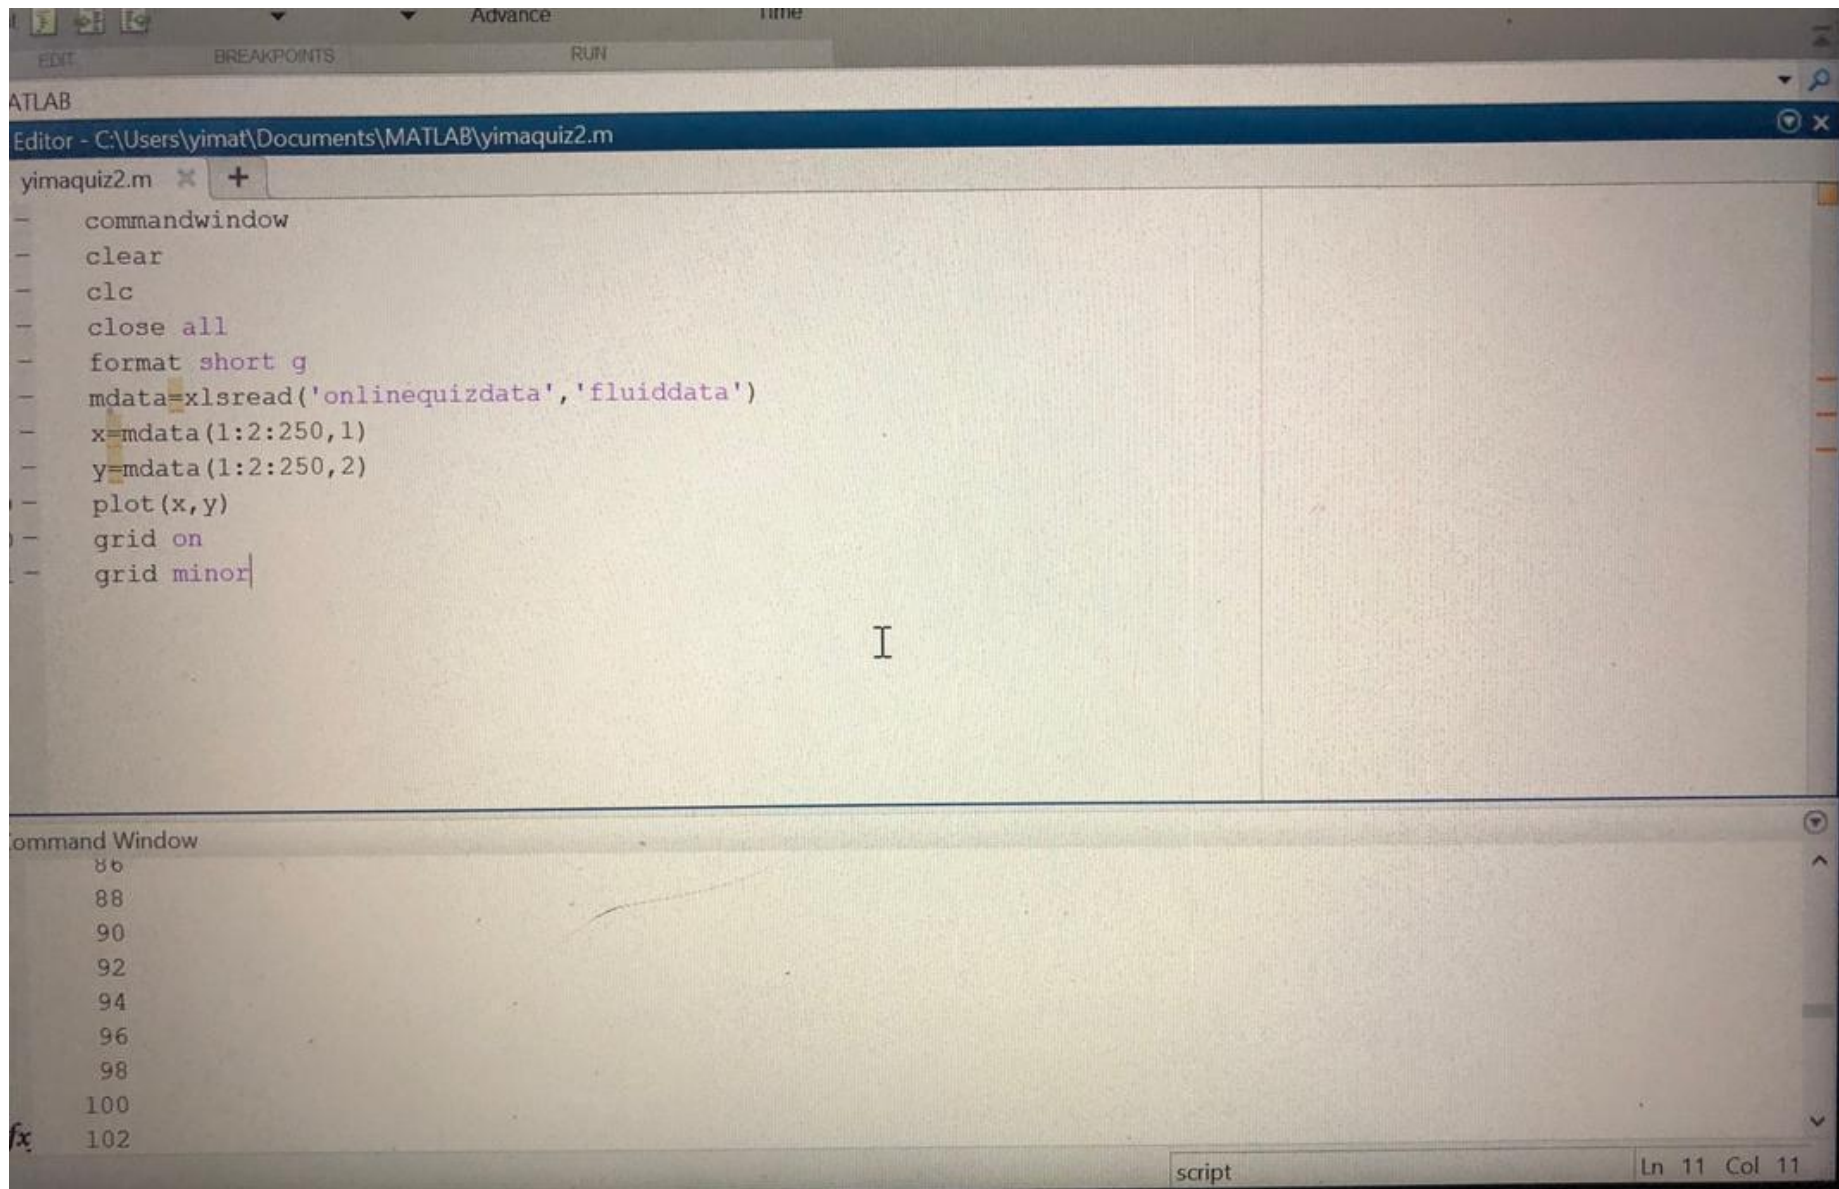 Advance
Time
EDIT
BREAKPOINTS
RUN
ATLAB
Editor - C:\Users\yimat\Documents\MATLAB\yimaquiz2.m
yimaquiz2.m × +
commandwindow
clear
clc
close all
format short g
mdata=xlsread('onlinequizdata','fluiddata')
x=mdata(1:2:250,1)
y=mdata(1:2:250,2)
plot(x,y)
grid on
grid minor
ommand Window
86
88
90
92
94
96
98
100
fx 102
script
Ln 11 Col 11